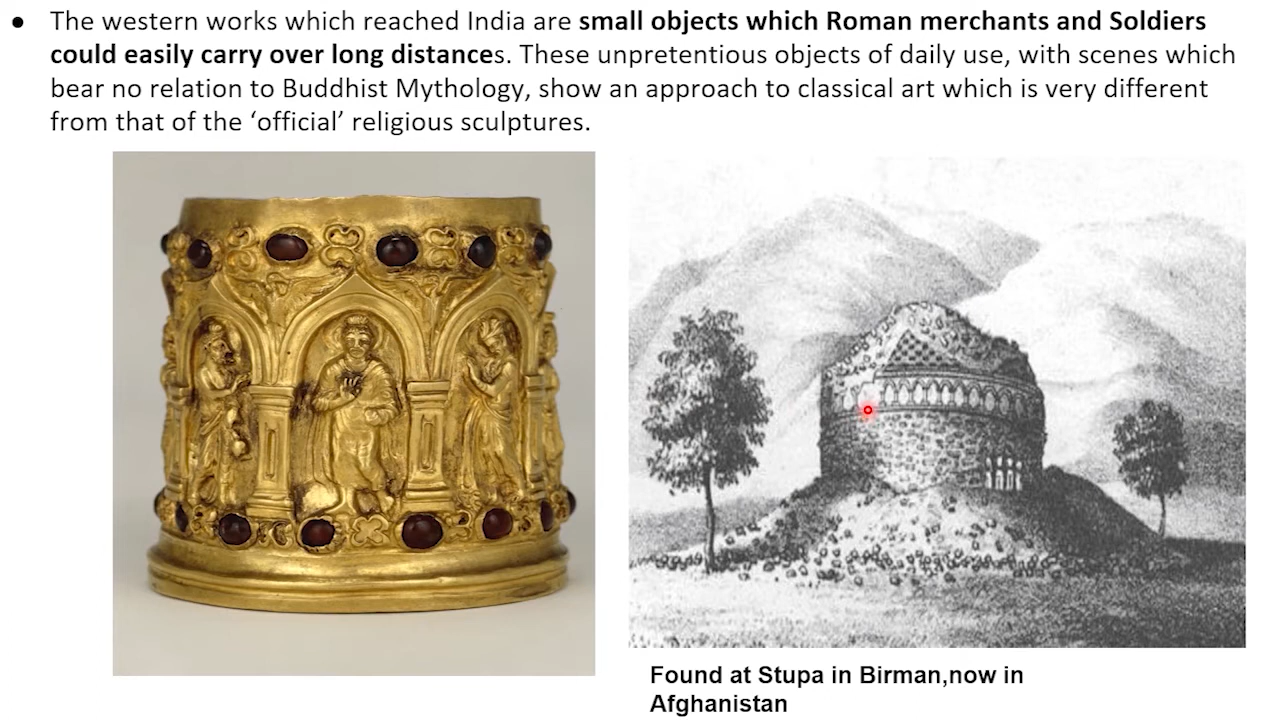 • The western works which reached India are small objects which Roman merchants and Soldiers
could easily carry over long distances. These unpretentious objects of daily use, with scenes which
bear no relation to Buddhist Mythology, show an approach to classical art which is very different
from that of the ‘official’ religious sculptures.
Found at Stupa in Birman,now in
Afghanistan